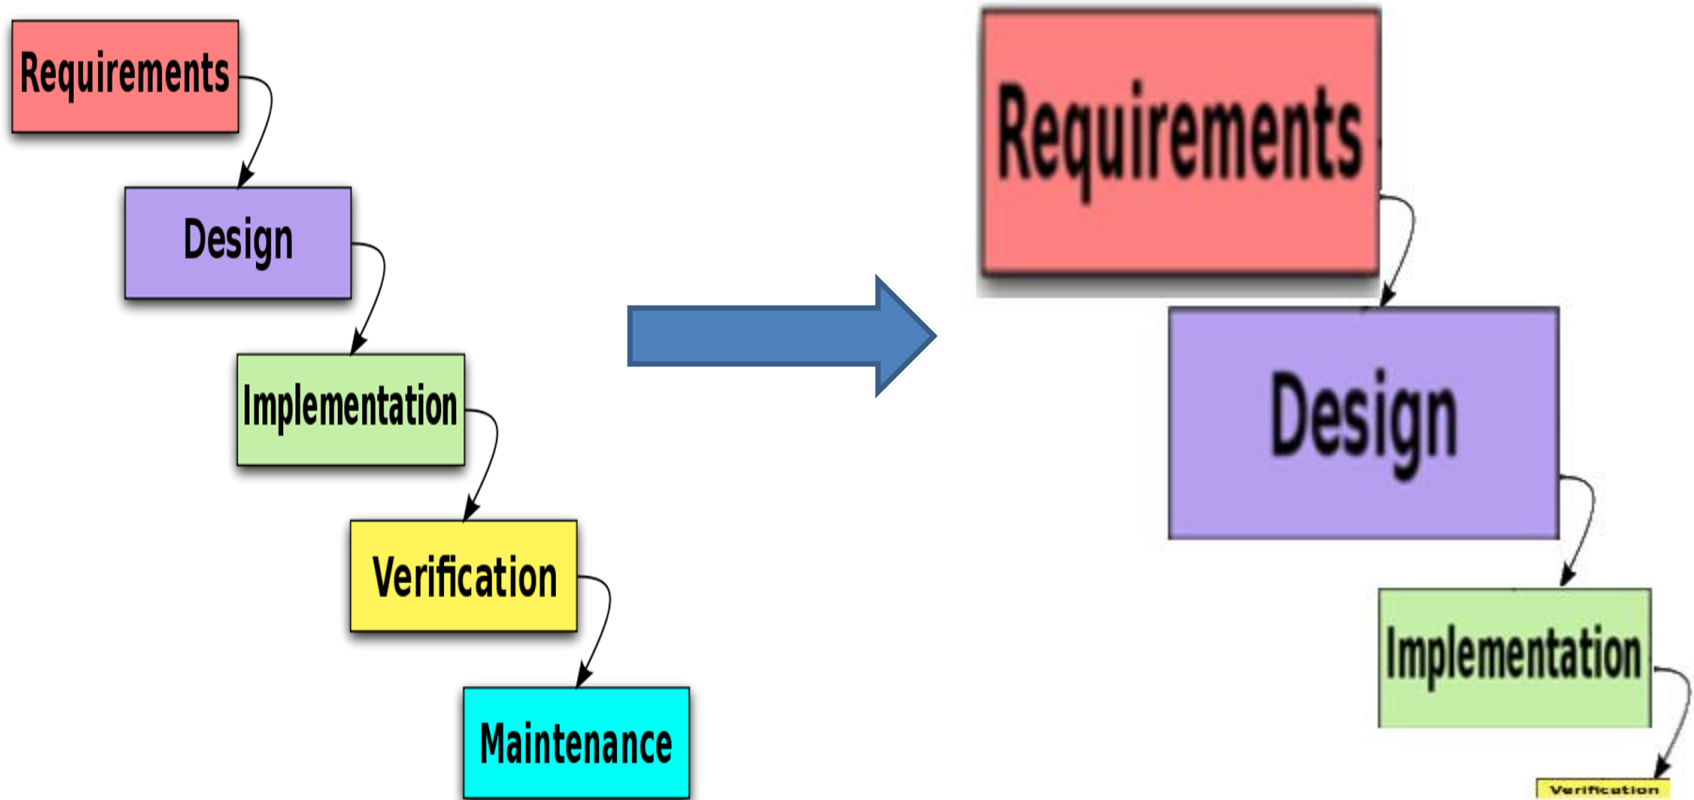 Requirements
Design
Implementation
Verification
Maintenance
Requirements
Design
Implementation
Verification